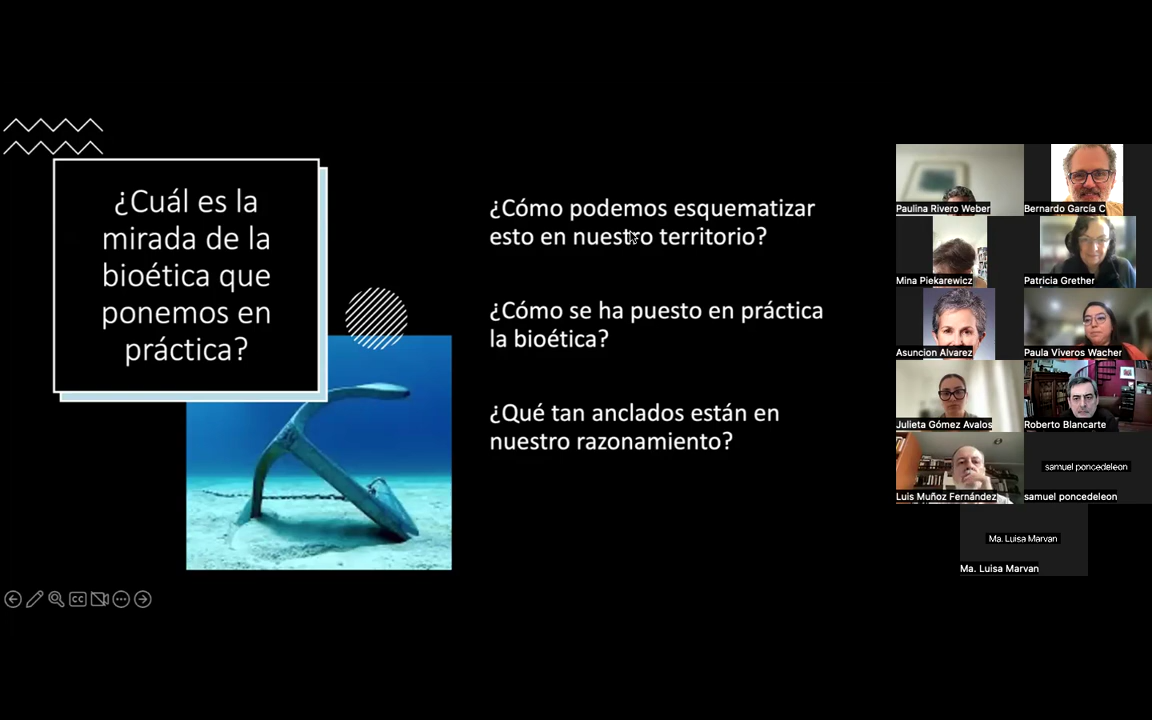 ¿Cuál es la
mirada de la
bioética que
ponemos en
práctica?
¿Cómo podemos esquematizar
esto en nuestro territorio?
¿Cómo se ha puesto en práctica
la bioética?
¿Qué tan anclados están en
nuestro razonamiento?
Paulina Rivero Weber
Bernardo García C
Mina Piekarewicz
Patricia Grether
Asuncion Alvarez
Paula Viveros Wacher
Julieta Gómez Avalos
Roberto Blancarte
Luis Muñoz Fernández
samuel poncedeleon
samuel poncedeleon
Ma. Luisa Marvan
Ma. Luisa Marvan
CC